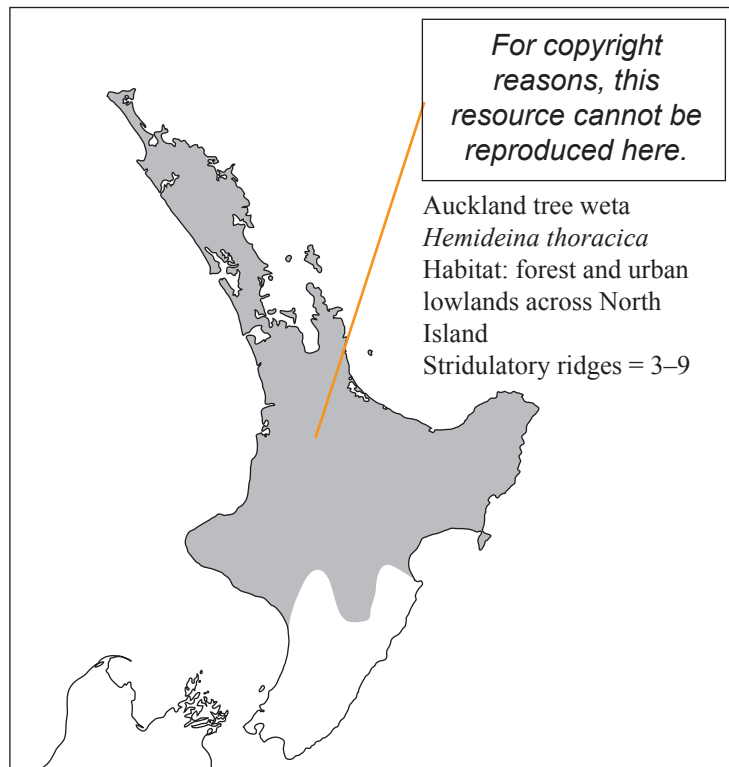 For copyright
reasons, this
resource cannot be
reproduced here.
Auckland tree weta
Hemideina thoracica
Habitat: forest and urban
lowlands across North
Island
Stridulatory ridges = 3–9